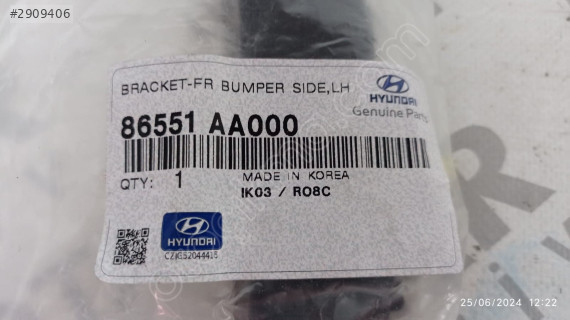 #2909406
BRACKET-FR BUMPER SIDE,LH
HYUNDAI
Genuine Parts
86551 AA000
QTY: 1
MADE IN KOREA
IK03 / R08C
HYUNDAI
25/06/2024 12:22